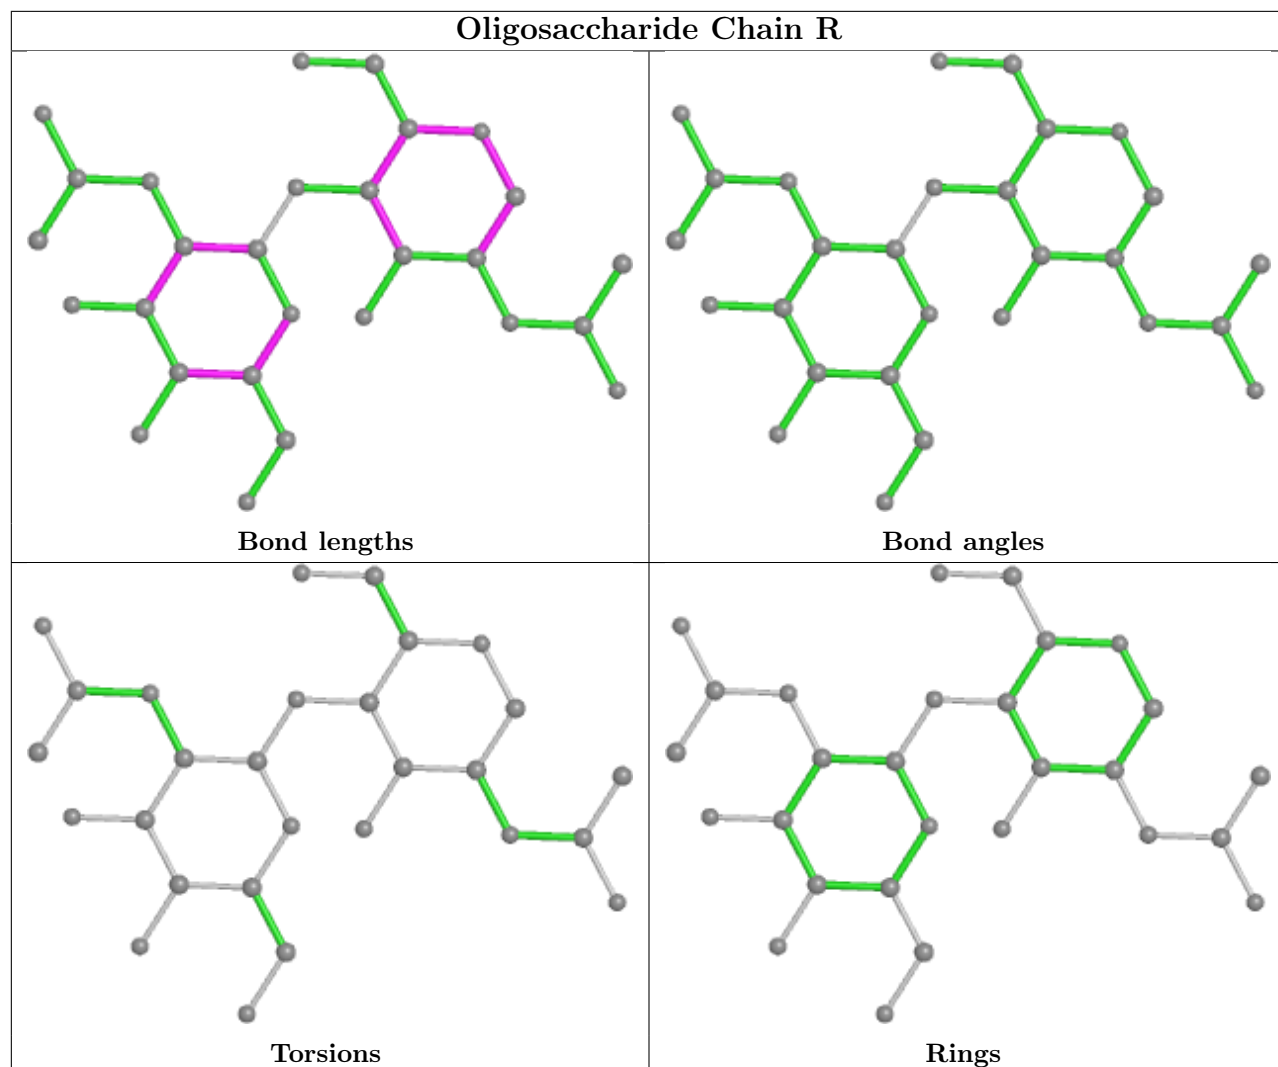 Oligosaccharide Chain R
Bond lengths
Bond angles
Torsions
Rings